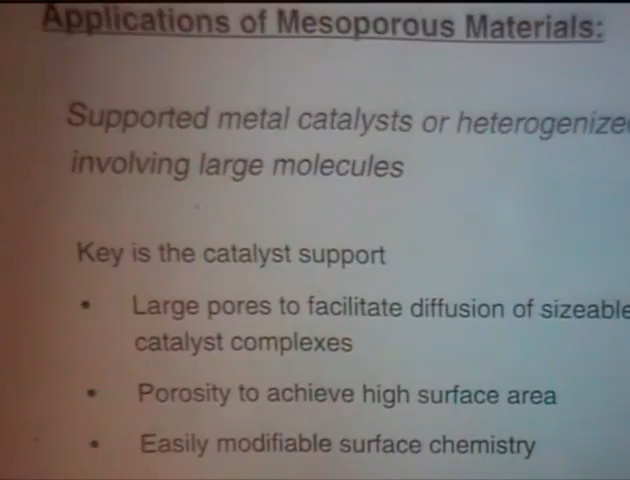 Applications of Mesoporous Materials:
Supported metal catalysts or heterogenize
involving large molecules
Key is the catalyst support
• Large pores to facilitate diffusion of sizeable
catalyst complexes
• Porosity to achieve high surface area
• Easily modifiable surface chemistry